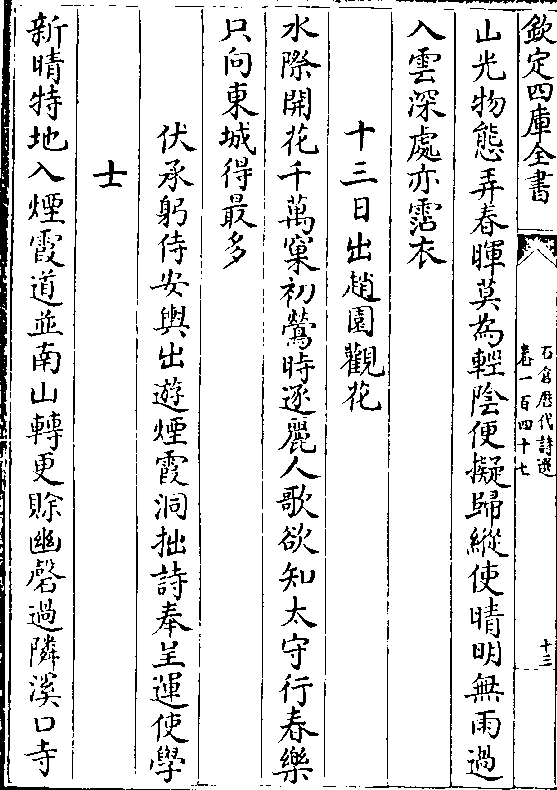 欽定四庫全書
石倉歷代詩選
卷一百四十七
十三
山光物態弄春暉莫為輕陰便擬歸縱使晴明無雨過
入雲深處亦霑衣
十三日出趙園觀花
水際開花千萬窠初鶯時逐麗人歌欲知太守行春樂
只向東城得最多
伏承躬侍安輿出遊煙霞洞拙詩奉呈運使學
士
新晴特地入煙霞道並南山轉更賒幽磬過隣溪口寺